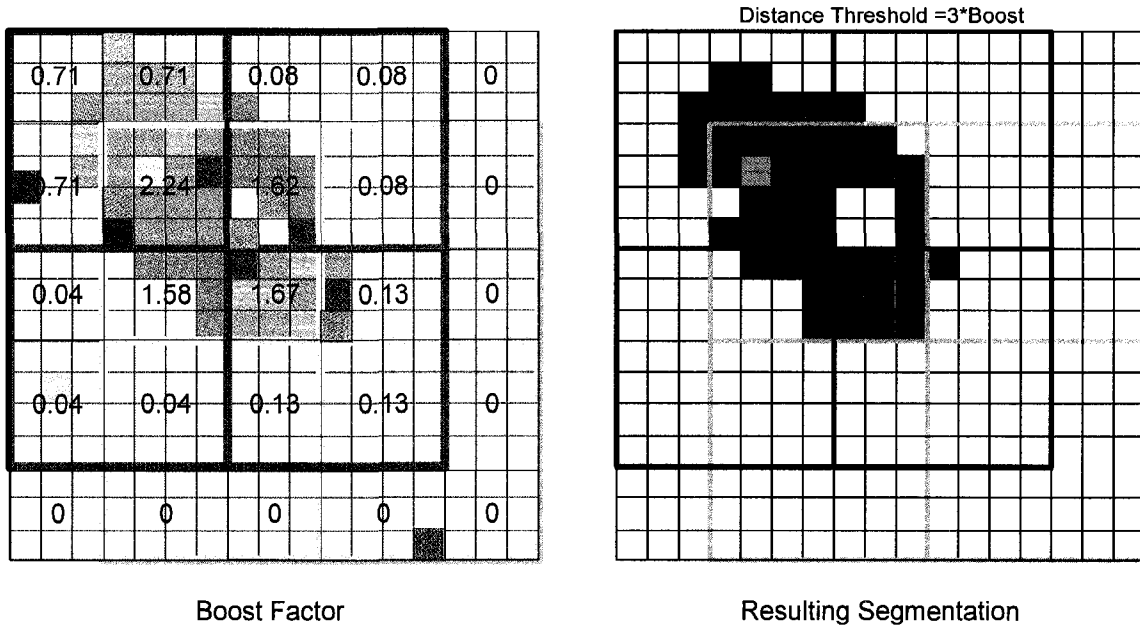 Distance Threshold =3*Boost
0.71 0.71 0.08 0.08 0
0.71 2.24 1.62 0.08 0
0.04 1.58 1.67 0.13 0
0.04 0.04 0.13 0.13 0
0 0 0 0 0
Boost Factor
Resulting Segmentation